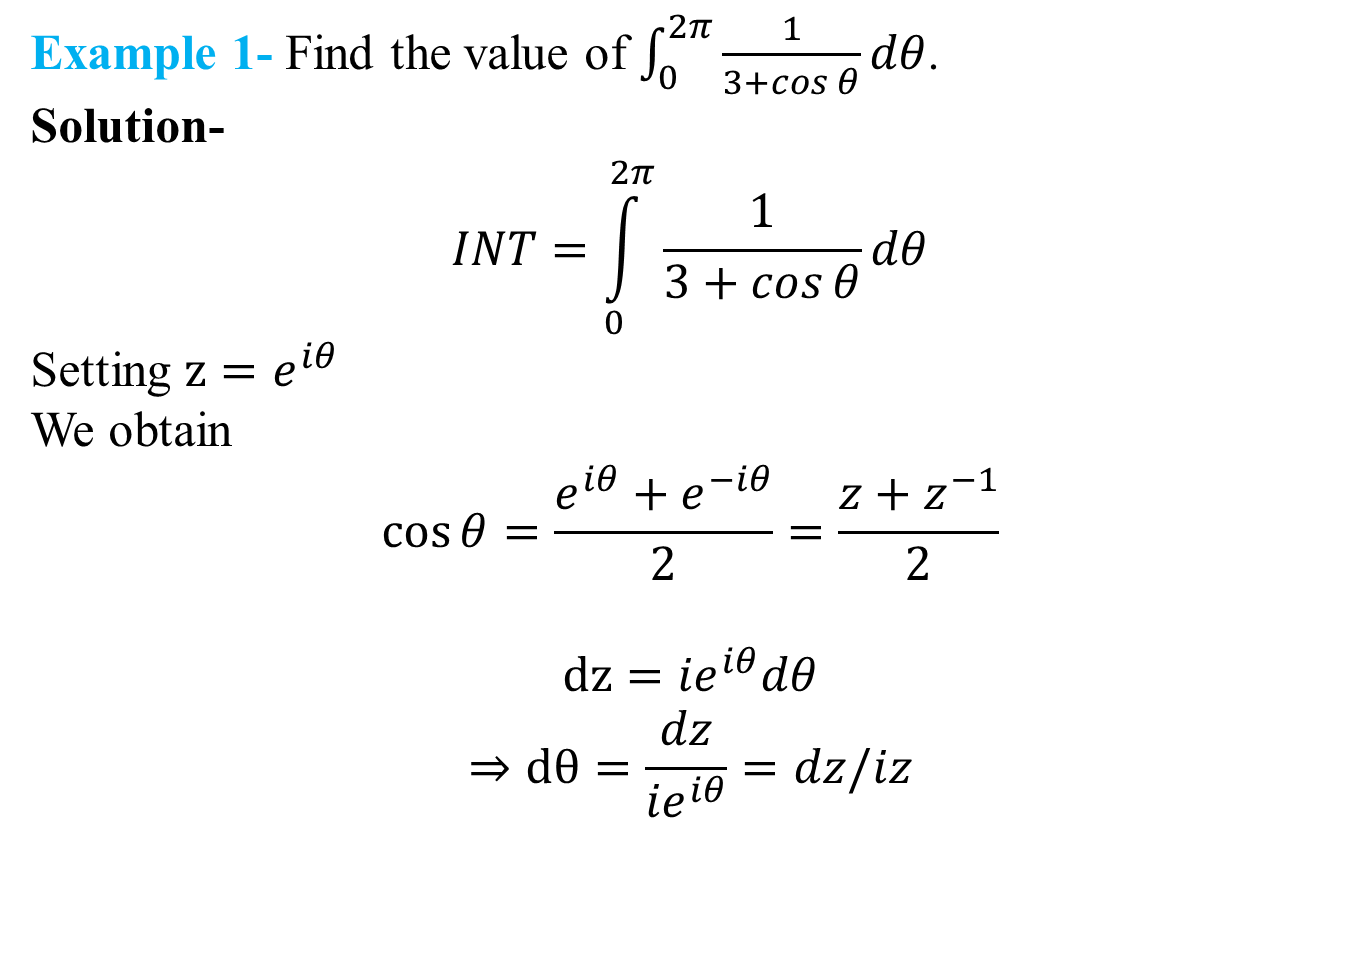 Example 1- Find the value of ∫₀^{2π} 1/(3+cos θ) dθ.
Solution-
INT = ∫₀^{2π} 1/(3 + cos θ) dθ
Setting z = e^{iθ}
We obtain
cos θ = (e^{iθ} + e^{−iθ})/2 = (z + z^{−1})/2
dz = ie^{iθ}dθ
⇒ dθ = dz/(ie^{iθ}) = dz/iz